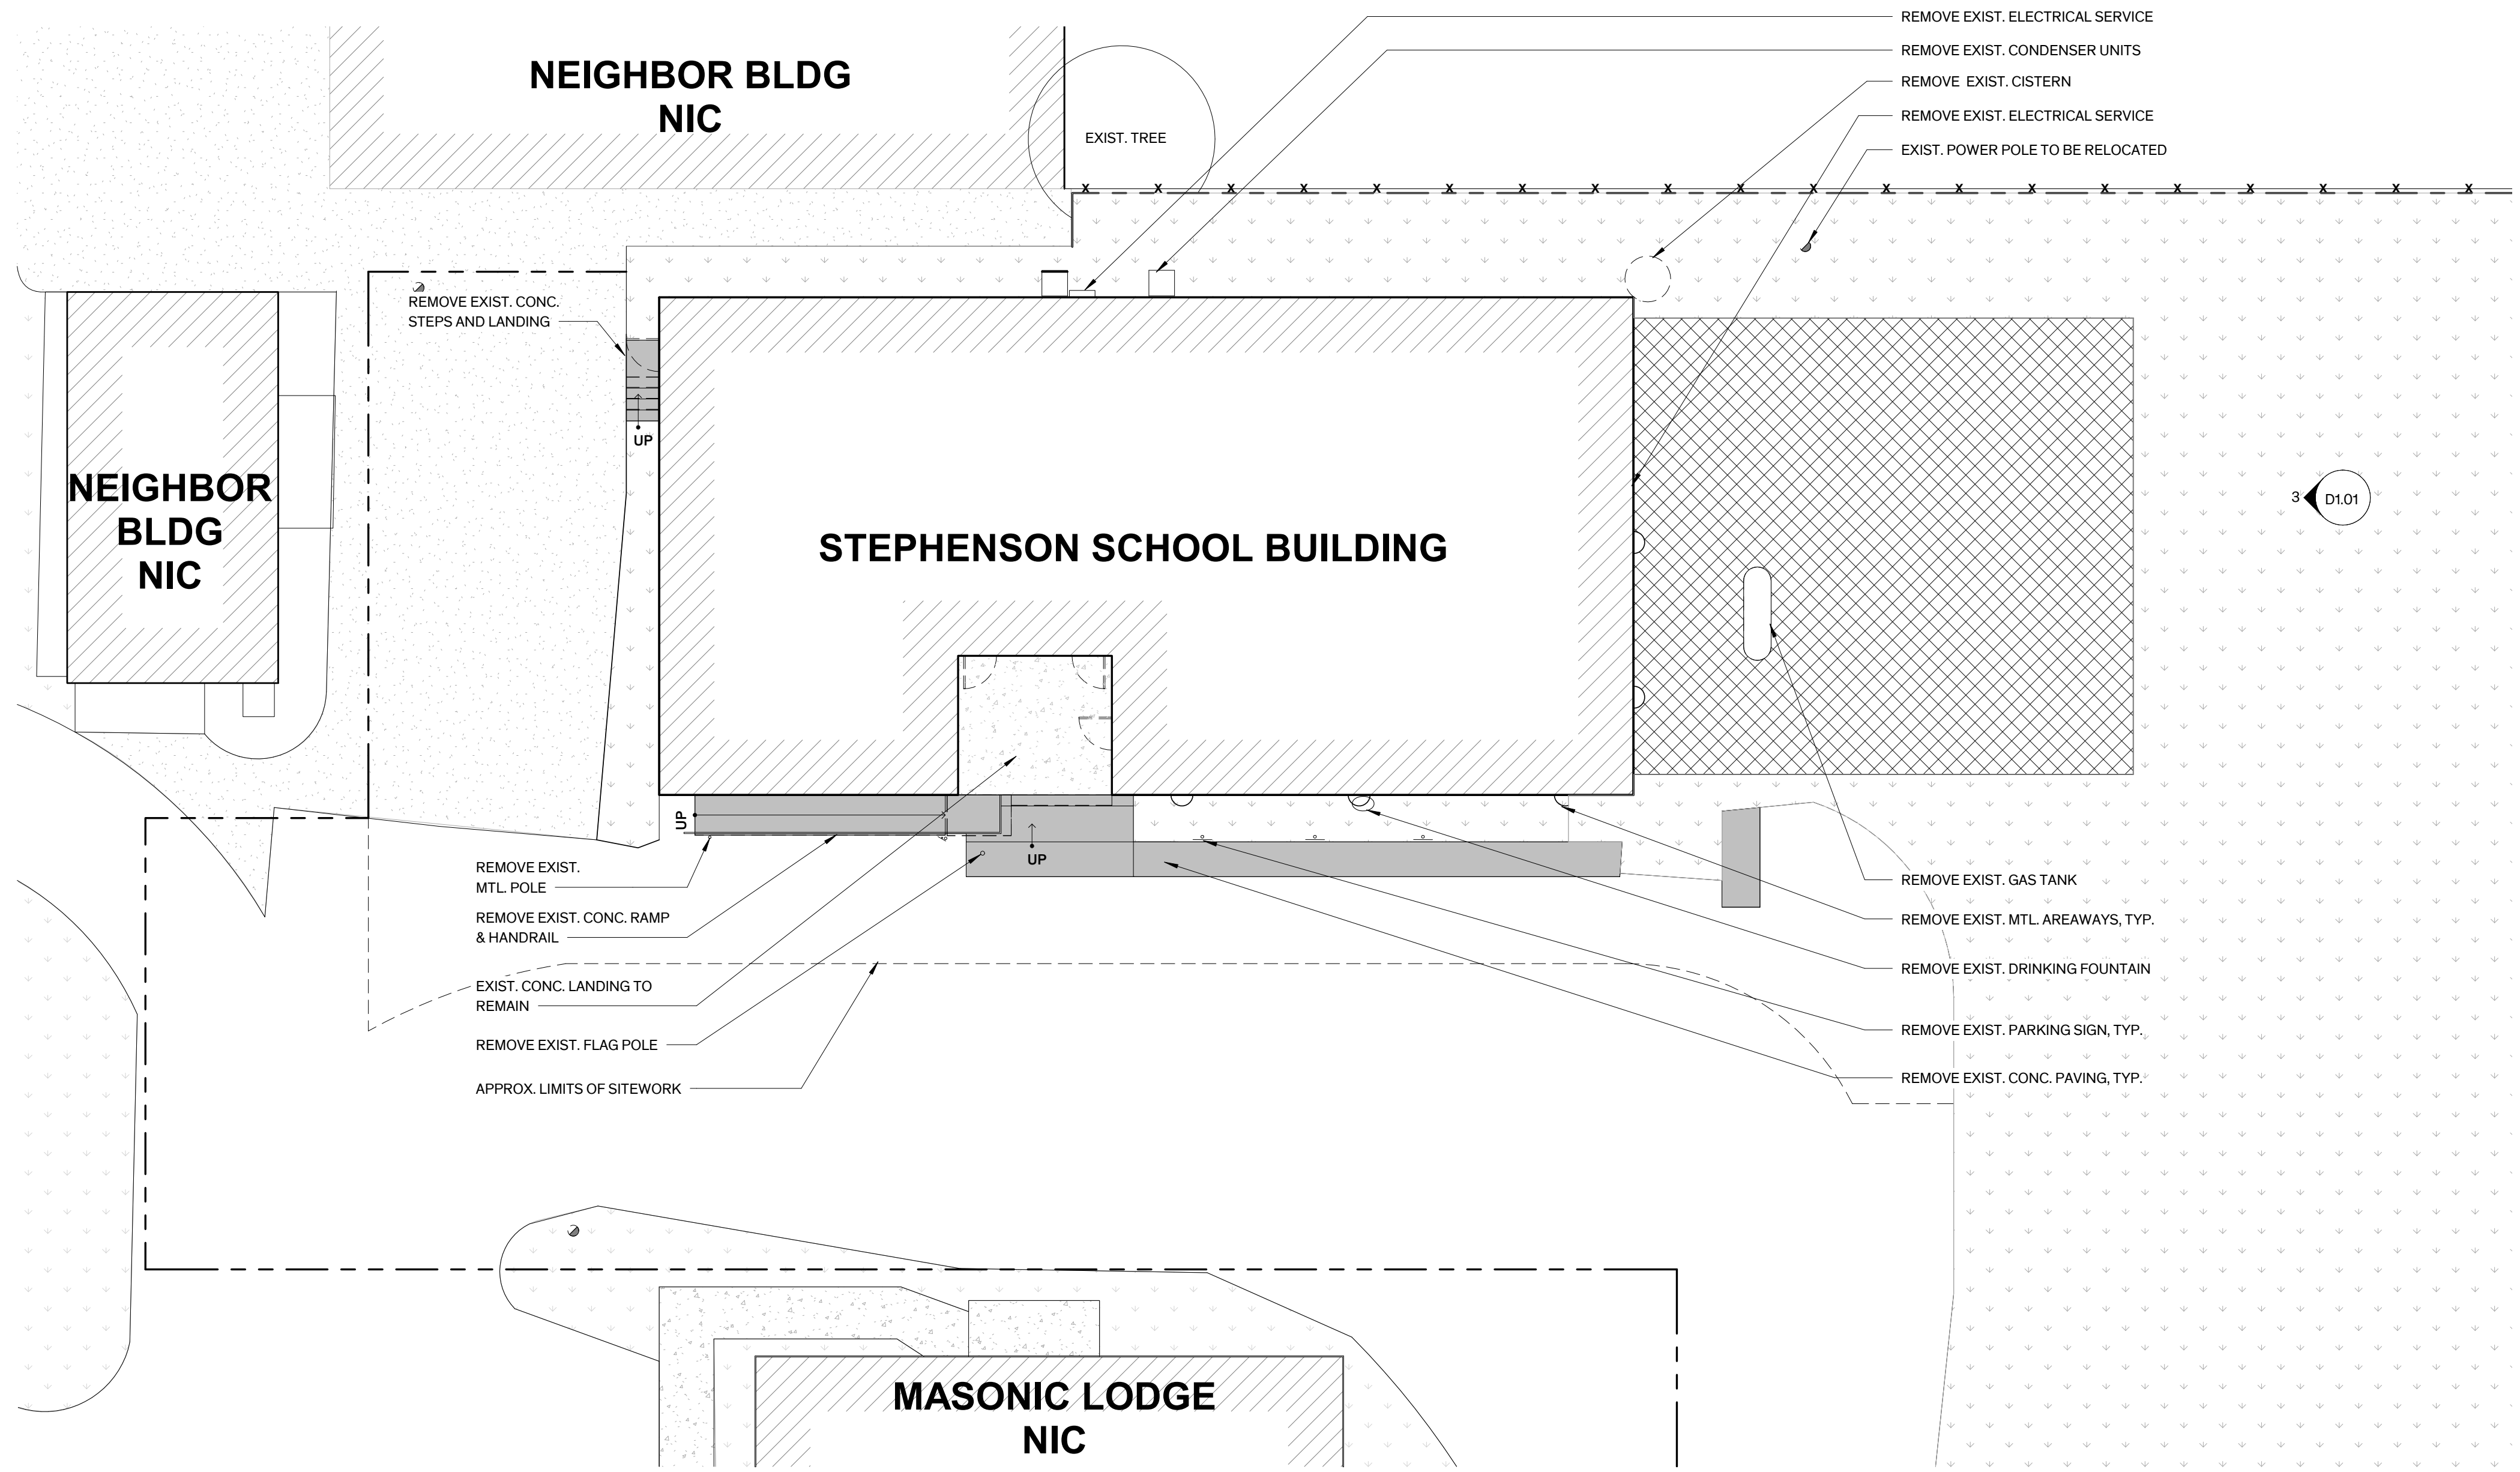 REMOVE EXIST. ELECTRICAL SERVICE
REMOVE EXIST. CONDENSER UNITS
REMOVE EXIST. CISTERN
REMOVE EXIST. ELECTRICAL SERVICE
EXIST. POWER POLE TO BE RELOCATED
NEIGHBOR BLDG
NIC
EXIST. TREE
X X X X X X X X X X X X X X X X X X X X
REMOVE EXIST. CONC.
STEPS AND LANDING
UP
NEIGHBOR
BLDG
NIC
STEPHENSON SCHOOL BUILDING
3
D1.01
UP
UP
REMOVE EXIST.
MTL. POLE
REMOVE EXIST. CONC. RAMP
& HANDRAIL
EXIST. CONC. LANDING TO
REMAIN
REMOVE EXIST. FLAG POLE
APPROX. LIMITS OF SITEWORK
REMOVE EXIST. GAS TANK
REMOVE EXIST. MTL. AREAWAYS, TYP.
REMOVE EXIST. DRINKING FOUNTAIN
REMOVE EXIST. PARKING SIGN, TYP.
REMOVE EXIST. CONC. PAVING, TYP.
MASONIC LODGE
NIC